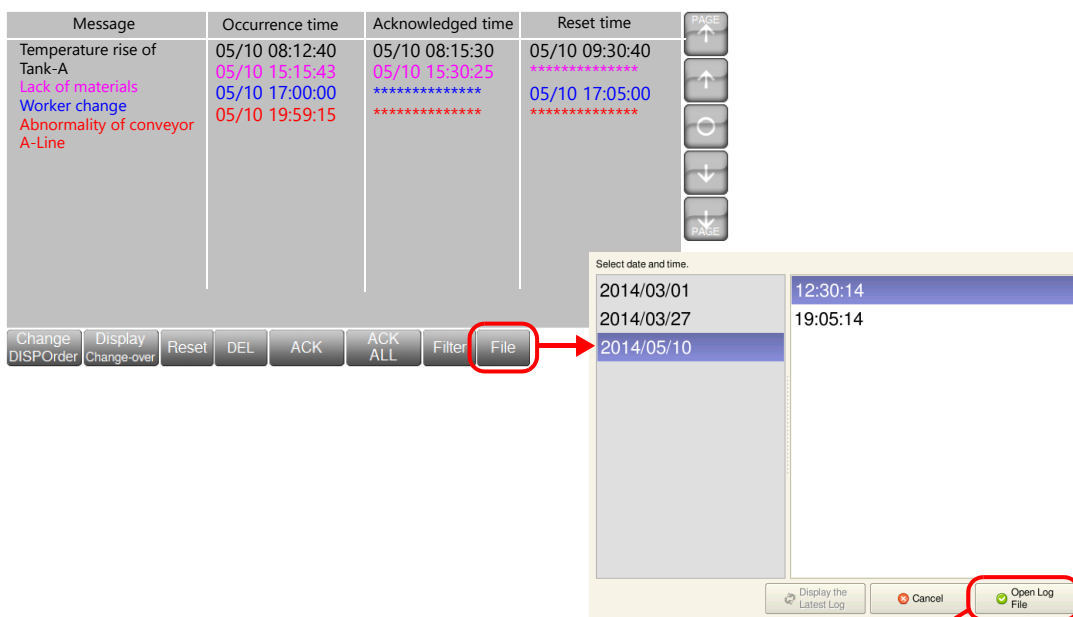 Message Occurrence time Acknowledged time Reset time
Temperature rise of 05/10 08:12:40 05/10 08:15:30 05/10 09:30:40
Tank-A
Lack of materials 05/10 15:15:43 05/10 15:30:25 **************
Worker change 05/10 17:00:00 ************** 05/10 17:05:00
Abnormality of conveyor 05/10 19:59:15 ************** **************
A-Line
PAGE
PAGE
Change
DISPOrder
Display
Change-over
Reset
DEL
ACK
ACK
ALL
Filter
File
Select date and time.
2014/03/01
2014/03/27
2014/05/10
12:30:14
19:05:14
Display the
Latest Log
Cancel
Open Log
File